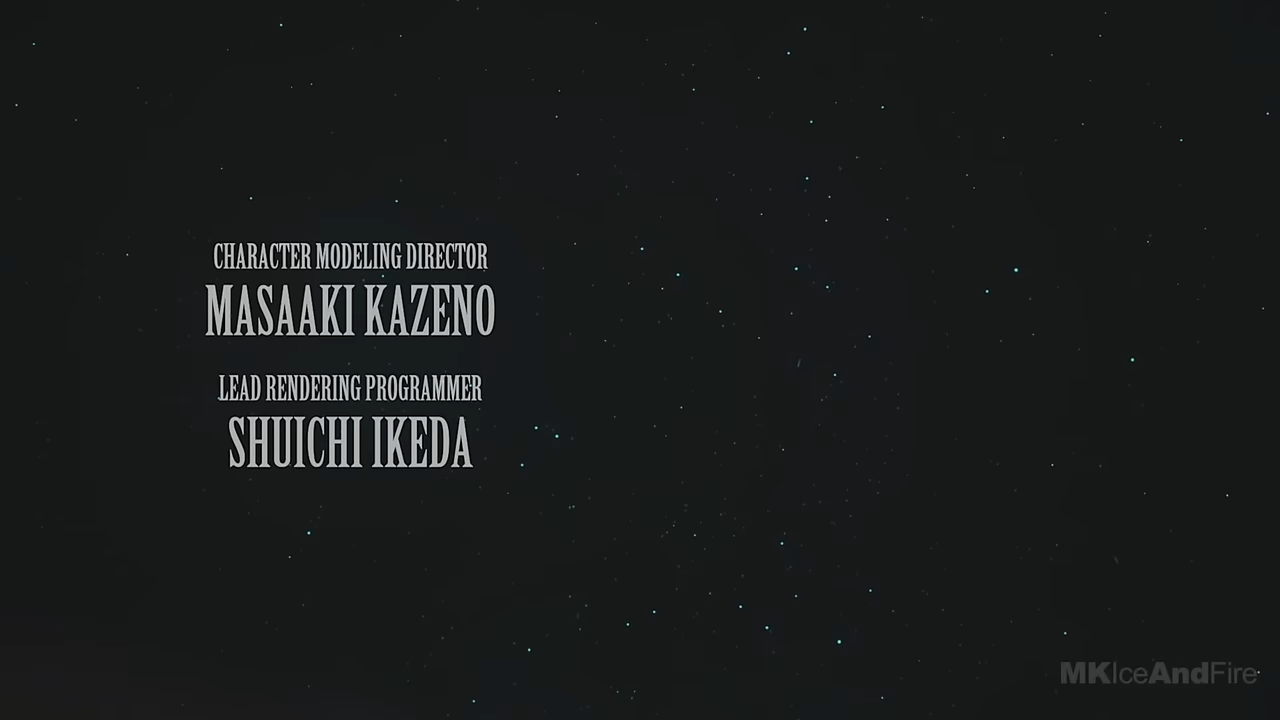 CHARACTER MODELING DIRECTOR
MASAAKI KAZENO
LEAD RENDERING PROGRAMMER
SHUICHI IKEDA
MKIceAndFire